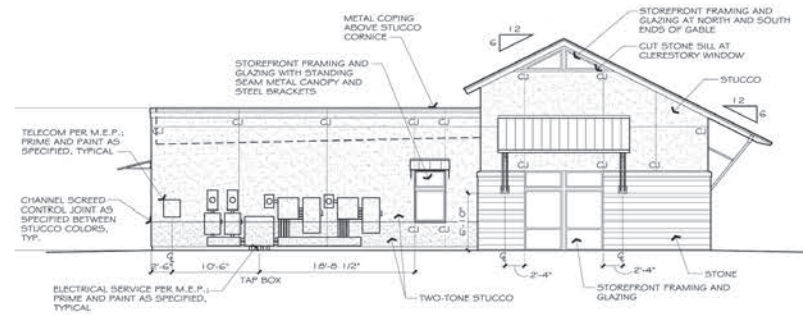 METAL COPING
ABOVE STUCCO
CORNICE
STOREFRONT FRAMING AND
GLAZING WITH STANDING
SEAM METAL CANOPY AND
STEEL BRACKETS
12
6
STOREFRONT FRAMING AND
GLAZING AT NORTH AND SOUTH
ENDS OF GABLE
CUT STONE SILL AT
CLERESTORY WINDOW
STUCCO
12
6
TELECOM PER M.E.P.;
PRIME AND PAINT AS
SPECIFIED, TYPICAL
CHANNEL SCREED
CONTROL JOINT AS
SPECIFIED BETWEEN
STUCCO COLORS,
TYP.
CJ
CJ
CJ
CJ
CJ
CJ
CJ
CJ
CJ
CJ
CJ
CJ
CJ
2'-6"
10'-6"
18'-8 1/2"
2'-4"
2'-4"
TAP BOX
ELECTRICAL SERVICE PER M.E.P.;
PRIME AND PAINT AS SPECIFIED,
TYPICAL
TWO-TONE STUCCO
STOREFRONT FRAMING AND
GLAZING
STONE